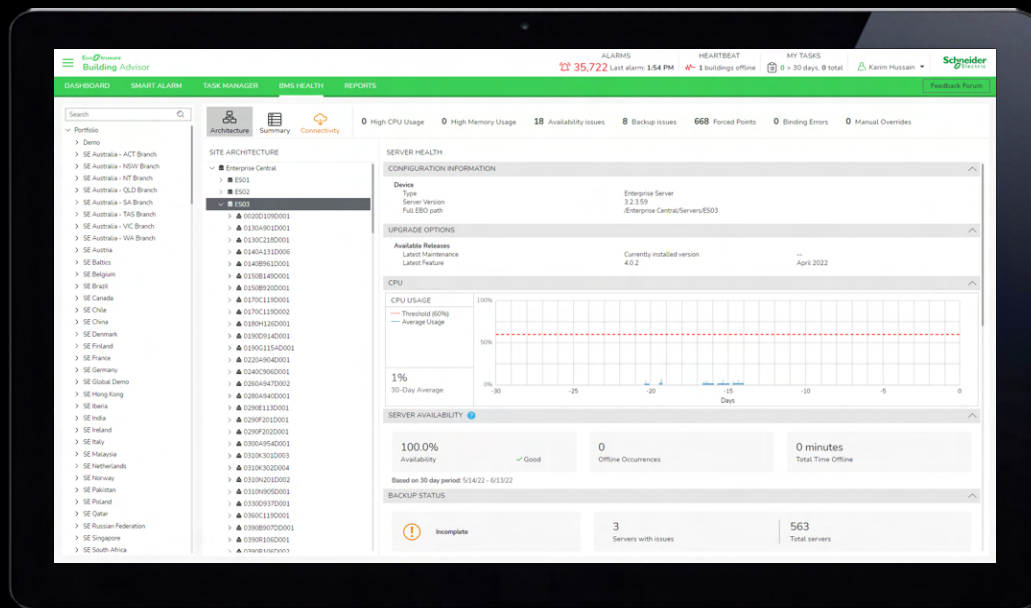 EcoStruxure
Building Advisor
ALARMS
35,722 Last alarm: 1:54 PM
HEARTBEAT
1 buildings offline
MY TASKS
0 > 30 days, 0 total
Karim Hussain
Schneider
Electric
DASHBOARD SMART ALARM TASK MANAGER BMS HEALTH REPORTS
Feedback Forum
Search
Portfolio
Demo
SE Australia - ACT Branch
SE Australia - NSW Branch
SE Australia - NT Branch
SE Australia - QLD Branch
SE Australia - SA Branch
SE Australia - TAS Branch
SE Australia - VIC Branch
SE Australia - WA Branch
SE Austria
SE Baltics
SE Belgium
SE Brazil
SE Canada
SE Chile
SE China
SE Denmark
SE Finland
SE France
SE Germany
SE Global Demo
SE Hong Kong
SE Iberia
SE India
SE Ireland
SE Italy
SE Malaysia
SE Netherlands
SE Norway
SE Pakistan
SE Poland
SE Qatar
SE Russian Federation
SE Singapore
SE South Africa
Architecture Summary Connectivity
0 High CPU Usage 0 High Memory Usage 18 Availability issues 8 Backup issues 668 Forced Points 0 Binding Errors 0 Manual Overrides
SITE ARCHITECTURE
Enterprise Central
ES01
ES02
ES03
0020D109D001
0130A901D001
0130C218D001
0140A131D006
0140B961D001
0150B149D001
0150B920D001
0170C119D001
0170C119D002
0180H126D001
0190D914D001
0190G115AD001
0220A904D001
0240C906D001
0260A947D002
0280A940D001
0290E113D001
0290F201D001
0290F202D001
0300A954D001
0310K301D003
0310K302D004
0310N201D002
0310N905D001
0330D937D001
0360C119D001
0390B907DD001
0390R106D001
0390R106D002
SERVER HEALTH
CONFIGURATION INFORMATION
Device
Type Enterprise Server
Server Version 3.2.3.59
Full EBO path /Enterprise Central/Servers/ES03
UPGRADE OPTIONS
Available Releases
Latest Maintenance Currently installed version --
Latest Feature 4.0.2 April 2022
CPU
CPU USAGE
Threshold (60%)
Average Usage
1%
30-Day Average
100%
50%
0%
-30 -25 -20 -15 -10 -5 0
Days
SERVER AVAILABILITY ?
100.0%
Availability
Good
0
Offline Occurrences
0 minutes
Total Time Offline
Based on 30 day period: 5/14/22 - 6/13/22
BACKUP STATUS
Incomplete
3
Servers with issues
563
Total servers